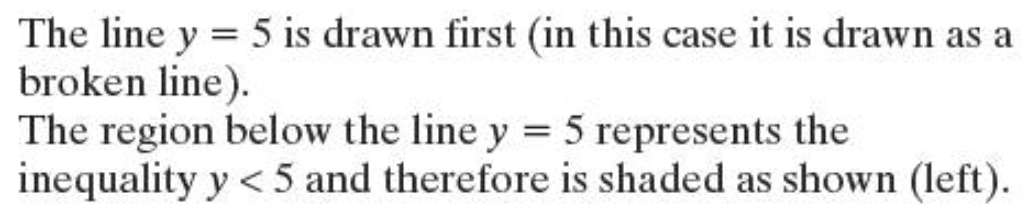 The line y = 5 is drawn first (in this case it is drawn as a
broken line).
The region below the line y = 5 represents the
inequality y < 5 and therefore is shaded as shown (left).